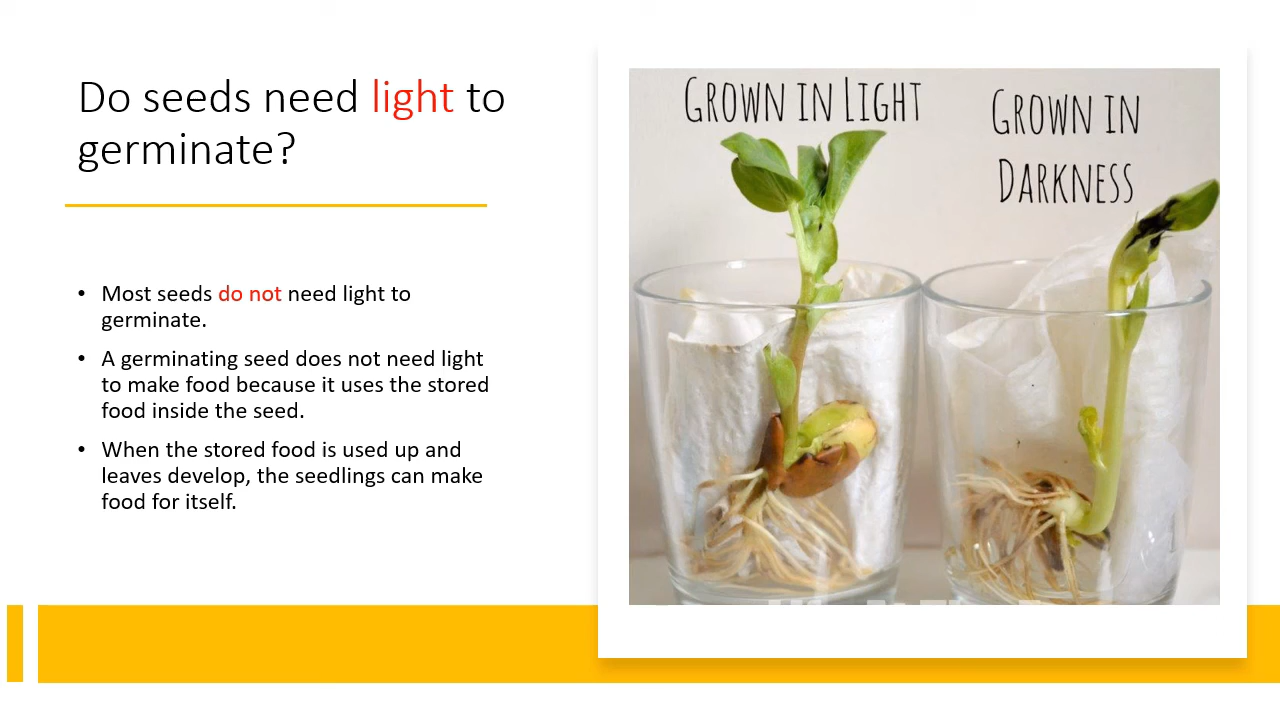 Do seeds need light to
germinate?
• Most seeds do not need light to
germinate.
• A germinating seed does not need light
to make food because it uses the stored
food inside the seed.
• When the stored food is used up and
leaves develop, the seedlings can make
food for itself.
GROWN IN LIGHT
GROWN IN
DARKNESS